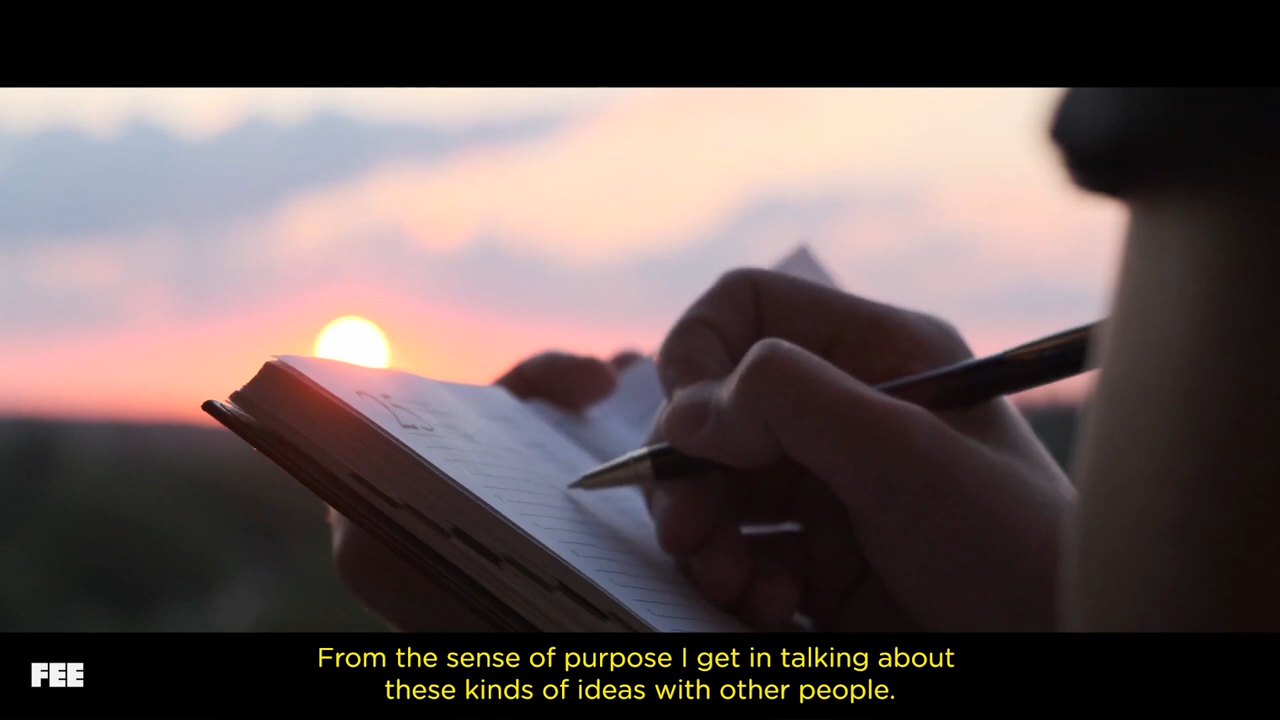 FEE
From the sense of purpose I get in talking about
these kinds of ideas with other people.